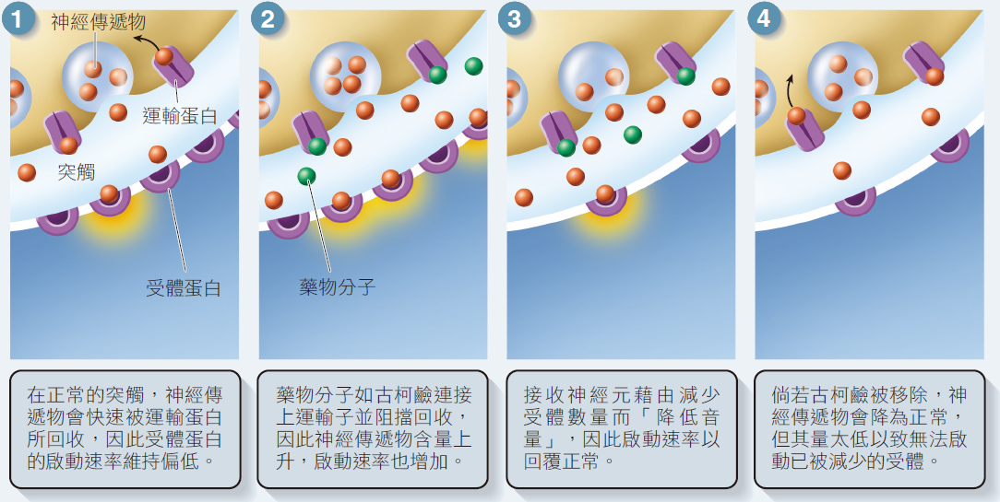 1
神經傳遞物
運輸蛋白
突觸
受體蛋白
在正常的突觸，神經傳
遞物會快速被運輸蛋白
所回收，因此受體蛋白
的啟動速率維持偏低。
2
藥物分子
藥物分子如古柯鹼連接
上運輸子並阻擋回收，
因此神經傳遞物含量上
升，啟動速率也增加。
3
接收神經元藉由減少
受體數量而「降低音
量」，因此啟動速率以
回覆正常。
4
倘若古柯鹼被移除，神
經傳遞物會降為正常，
但其量太低以致無法啟
動已被減少的受體。